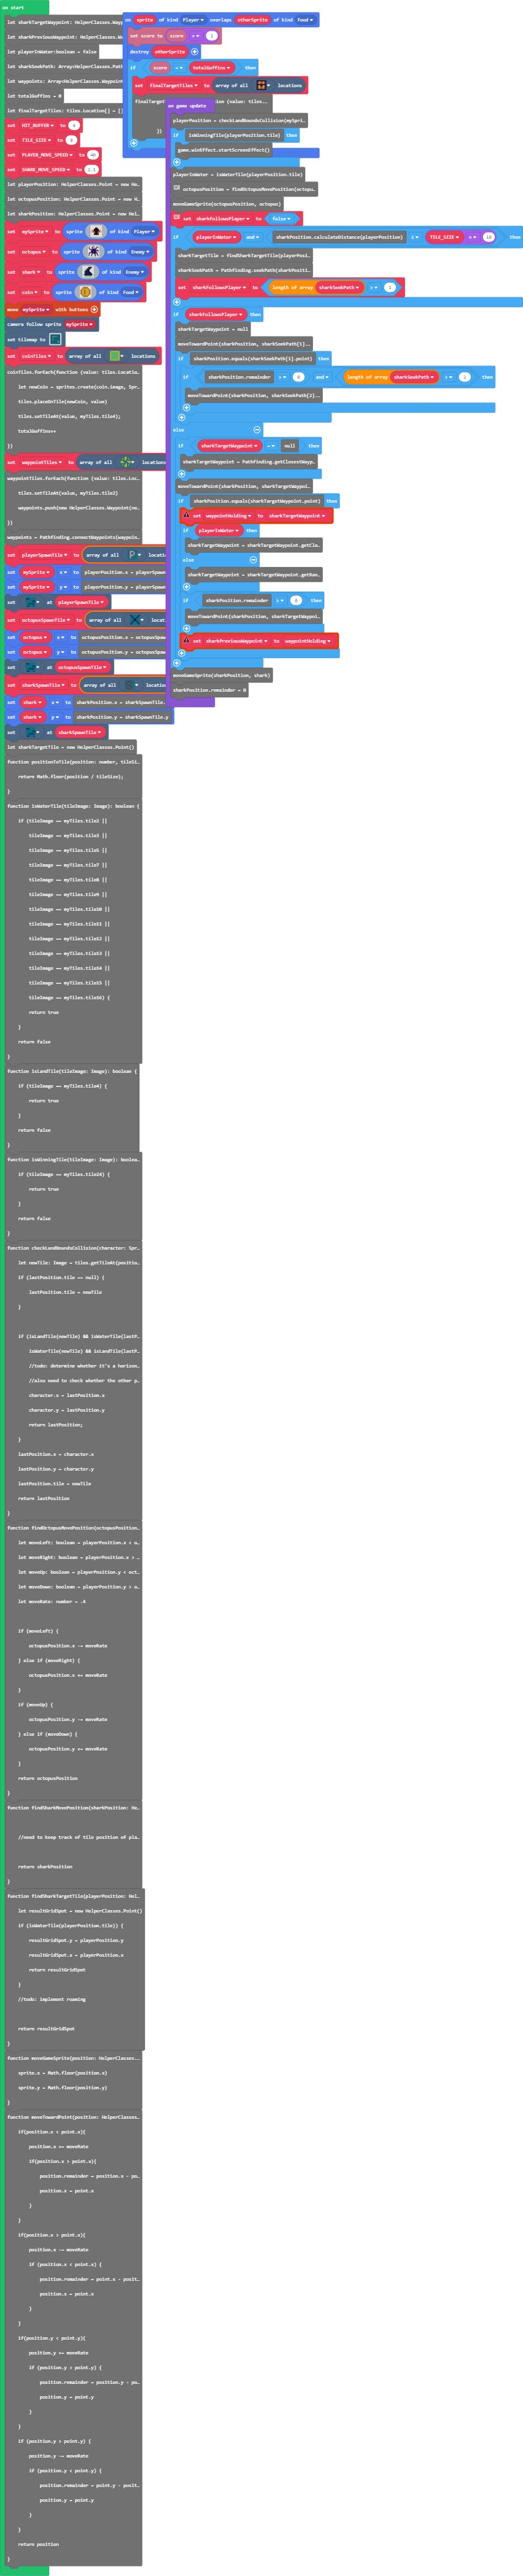 on start
let sharkTargetWaypoint: HelperClasses.Wayp
let sharkPreviousWaypoint: HelperClasses.Wa
let playerInWater:boolean = false
let sharkSeekPath: Array<HelperClasses.Path
let waypoints: Array<HelperClasses.Waypoint
let totalGuffins = 0
let finalTargetTiles: tiles.Location[] = []
set HIT_BUFFER to 4
set TILE_SIZE to 8
set PLAYER_MOVE_SPEED to 40
set SHARK_MOVE_SPEED to
let playerPosition: HelperClasses.Point = new He…
let octopusPosition: HelperClasses.Point = new H…
let sharkPosition: HelperClasses.Point = new Hel…
set mySprite to sprite of kind Player
set octopus to sprite of kind Enemy
set shark to sprite of kind Enemy
set coin to sprite of kind Food
move mySprite with buttons
camera follow sprite mySprite
set tilemap to
set coinTiles to array of all locations
coinTiles.forEach(function (value: tiles.Locatio…
let newCoin = sprites.create(coin.image, Spr…
tiles.placeOnTile(newCoin, value)
tiles.setTileAt(value, myTiles.tile4);
totalGuffins++
})
set waypointTiles to array of all locations
waypointTiles.forEach(function (value: tiles.Loc…
tiles.setTileAt(value, myTiles.tile2)
waypoints.push(new HelperClasses.Waypoint(ne…
})
waypoints = Pathfinding.connectWaypoints(waypoin…
set playerSpawnTile to array of all locati
set mySprite x to playerPosition.x = playerSpawn
set mySprite y to playerPosition.y = playerSpawn
set at playerSpawnTile
set octopusSpawnTile to array of all locat
set octopus x to octopusPosition.x = octopusSpaw
set octopus y to octopusPosition.y = octopusSpaw
set at octopusSpawnTile
set sharkSpawnTile to array of all locatio
set shark x to sharkPosition.x = sharkSpawnTile.
set shark y to sharkPosition.y = sharkSpawnTile.y
set at sharkSpawnTile
let sharkTargetTile = new HelperClasses.Point()
function positionToTile(position: number, tileSi…
return Math.floor(position / tileSize);
}
function isWaterTile(tileImage: Image): boolean {
if (tileImage == myTiles.tile2 ||
tileImage == myTiles.tile3 ||
tileImage == myTiles.tile5 ||
tileImage == myTiles.tile7 ||
tileImage == myTiles.tile8 ||
tileImage == myTiles.tile9 ||
tileImage == myTiles.tile10 ||
tileImage == myTiles.tile11 ||
tileImage == myTiles.tile12 ||
tileImage == myTiles.tile13 ||
tileImage == myTiles.tile14 ||
tileImage == myTiles.tile15 ||
tileImage == myTiles.tile16) {
return true
}
return false
}
function isLandTile(tileImage: Image): boolean {
if (tileImage == myTiles.tile4) {
return true
}
return false
}
function isWinningTile(tileImage: Image): boolea…
if (tileImage == myTiles.tile24) {
return true
}
return false
}
function checkLandBoundsCollision(character: Spr…
let newTile: Image = tiles.getTileAt(positio…
if (lastPosition.tile == null) {
lastPosition.tile = newTile
}
if (isLandTile(newTile) && isWaterTile(lastP…
isWaterTile(newTile) && isLandTile(lastP…
//todo: determine whether it's a horizon…
//also need to check whether the other p…
character.x = lastPosition.x
character.y = lastPosition.y
return lastPosition;
}
lastPosition.x = character.x
lastPosition.y = character.y
lastPosition.tile = newTile
return lastPosition
}
function findOctopusMovePosition(octopusPosition…
let moveLeft: boolean = playerPosition.x < o…
let moveRight: boolean = playerPosition.x > …
let moveUp: boolean = playerPosition.y < oct…
let moveDown: boolean = playerPosition.y > o…
let moveRate: number = .4
if (moveLeft) {
octopusPosition.x -= moveRate
} else if (moveRight) {
octopusPosition.x += moveRate
}
if (moveUp) {
octopusPosition.y -= moveRate
} else if (moveDown) {
octopusPosition.y += moveRate
}
return octopusPosition
}
function findSharkMovePosition(sharkPosition: He…
//need to keep track of tile position of pla…
return sharkPosition
}
function findSharkTargetTile(playerPosition: Hel…
let resultGridSpot = new HelperClasses.Point()
if (isWaterTile(playerPosition.tile)) {
resultGridSpot.y = playerPosition.y
resultGridSpot.x = playerPosition.x
return resultGridSpot
}
//todo: implement roaming
return resultGridSpot
}
function moveGameSprite(position: HelperClasses.…
sprite.x = Math.floor(position.x)
sprite.y = Math.floor(position.y)
}
function moveTowardPoint(position: HelperClasses…
if(position.x < point.x){
position.x += moveRate
if(position.x > point.x){
position.remainder = position.x - po…
position.x = point.x
}
}
if(position.x > point.x){
position.x -= moveRate
if (position.x < point.x) {
position.remainder = point.x - posit…
position.x = point.x
}
}
if(position.y < point.y){
position.y += moveRate
if (position.y > point.y) {
position.remainder = position.y - po…
position.y = point.y
}
}
if (position.y > point.y) {
position.y -= moveRate
if (position.y < point.y) {
position.remainder = point.y - posit…
position.y = point.y
}
}
return position
}
on sprite of kind Player overlaps otherSprite of kind Food
set score to score + 1
destroy otherSprite
if score = totalGuffins then
set finalTargetTiles to array of all locations
finalTarget
ion (value: tiles.…
})
on game update
playerPosition = checkLandBoundsCollision(mySpri…
if isWinningTile(playerPosition.tile) then
game.winEffect.startScreenEffect()
playerInWater = isWaterTile(playerPosition.tile)
octopusPosition = findOctopusMovePosition(octopu…
moveGameSprite(octopusPosition, octopus)
set sharkFollowsPlayer to false
if playerInWater and sharkPosition.calculateDistance(playerPosition) < TILE_SIZE × 10 then
sharkTargetTile = findSharkTargetTile(playerPosi…
sharkSeekPath = Pathfinding.seekPath(sharkPositi…
set sharkFollowsPlayer to length of array sharkSeekPath > 1
if sharkFollowsPlayer then
sharkTargetWaypoint = null
moveTowardPoint(sharkPosition, sharkSeekPath[1].…
if sharkPosition.equals(sharkSeekPath[1].point) then
if sharkPosition.remainder > 0 and length of array sharkSeekPath > 2 then
moveTowardPoint(sharkPosition, sharkSeekPath[2].…
else
if sharkTargetWaypoint = null then
sharkTargetWaypoint = Pathfinding.getClosestWayp…
moveTowardPoint(sharkPosition, sharkTargetWaypoi…
if sharkPosition.equals(sharkTargetWaypoint.point) then
set waypointHolding to sharkTargetWaypoint
if playerInWater then
sharkTargetWaypoint = sharkTargetWaypoint.getClo…
else
sharkTargetWaypoint = sharkTargetWaypoint.getRan…
if sharkPosition.remainder > 0 then
moveTowardPoint(sharkPosition, sharkTargetWaypoi…
set sharkPreviousWaypoint to waypointHolding
moveGameSprite(sharkPosition, shark)
sharkPosition.remainder = 0